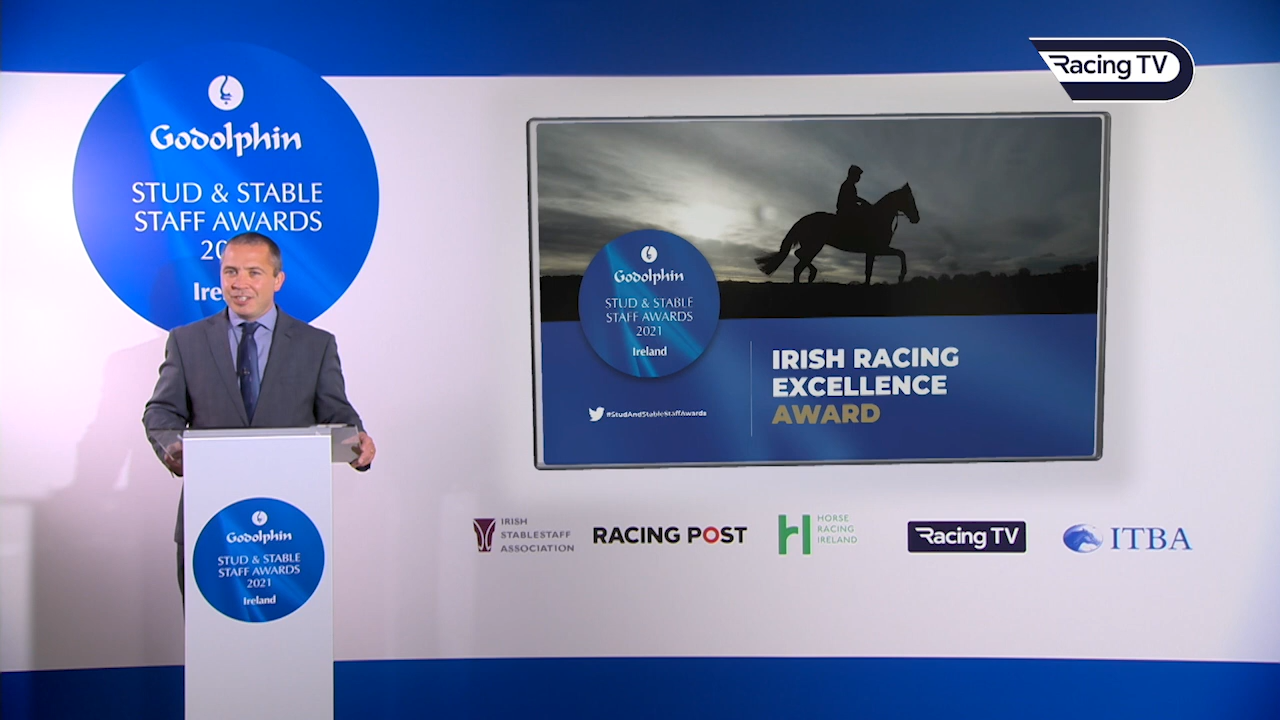 Racing TV
Godolphin
STUD & STABLE
STAFF AWARDS
20
Ire
Godolphin
STUD & STABLE
STAFF AWARDS
2021
Ireland
#StudAndStableStaffAwards
IRISH RACING
EXCELLENCE
AWARD
IRISH
STABLESTAFF
ASSOCIATION
RACING POST
HORSE
RACING
IRELAND
Racing TV
ITBA
Godolphin
STUD & STABLE
STAFF AWARDS
2021
Ireland